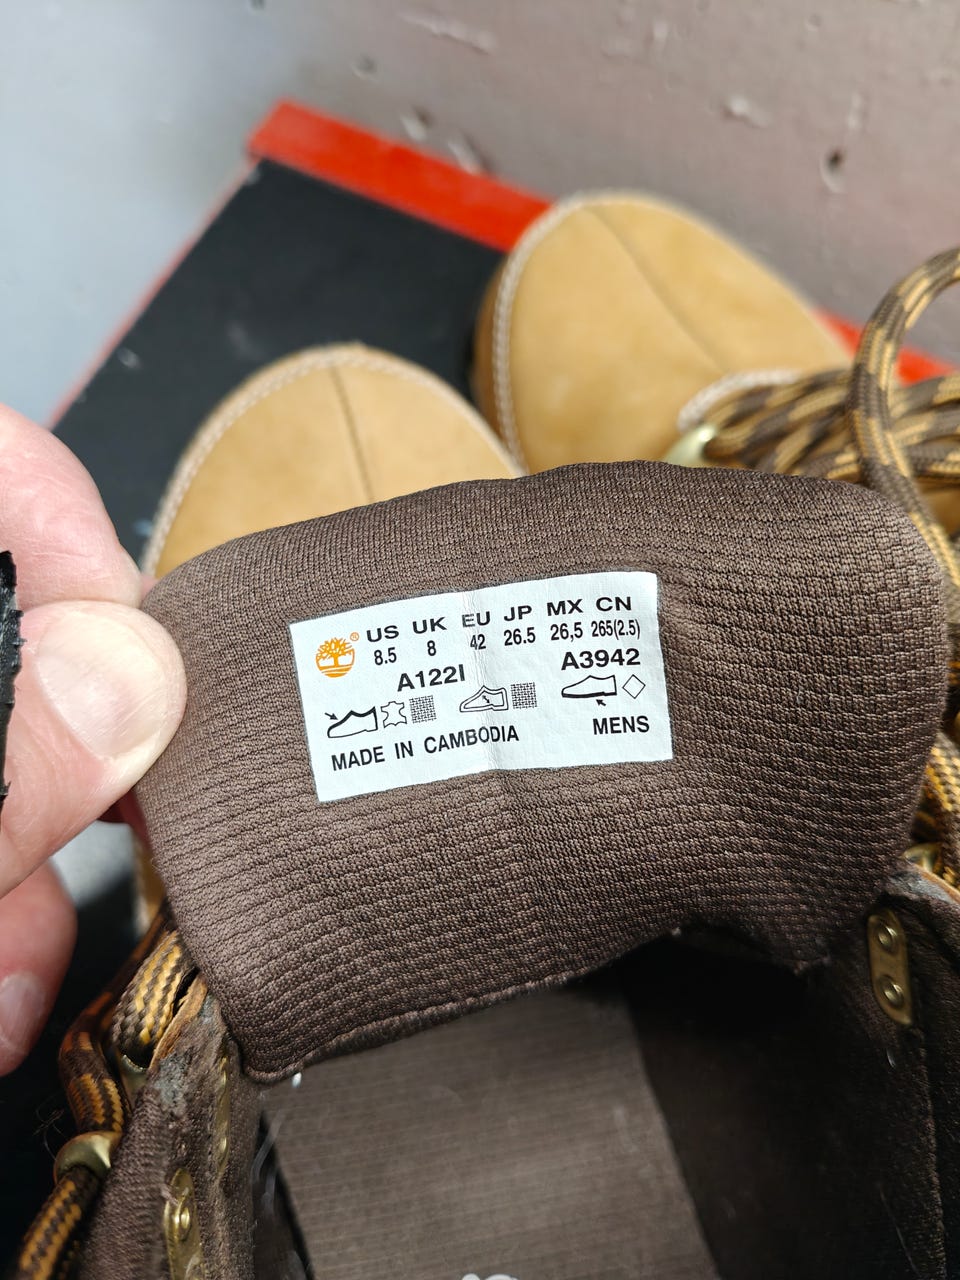 ® US UK EU JP MX CN
8.5 8 42 26.5 26,5 265(2.5)
A122I A3942
MADE IN CAMBODIA MENS